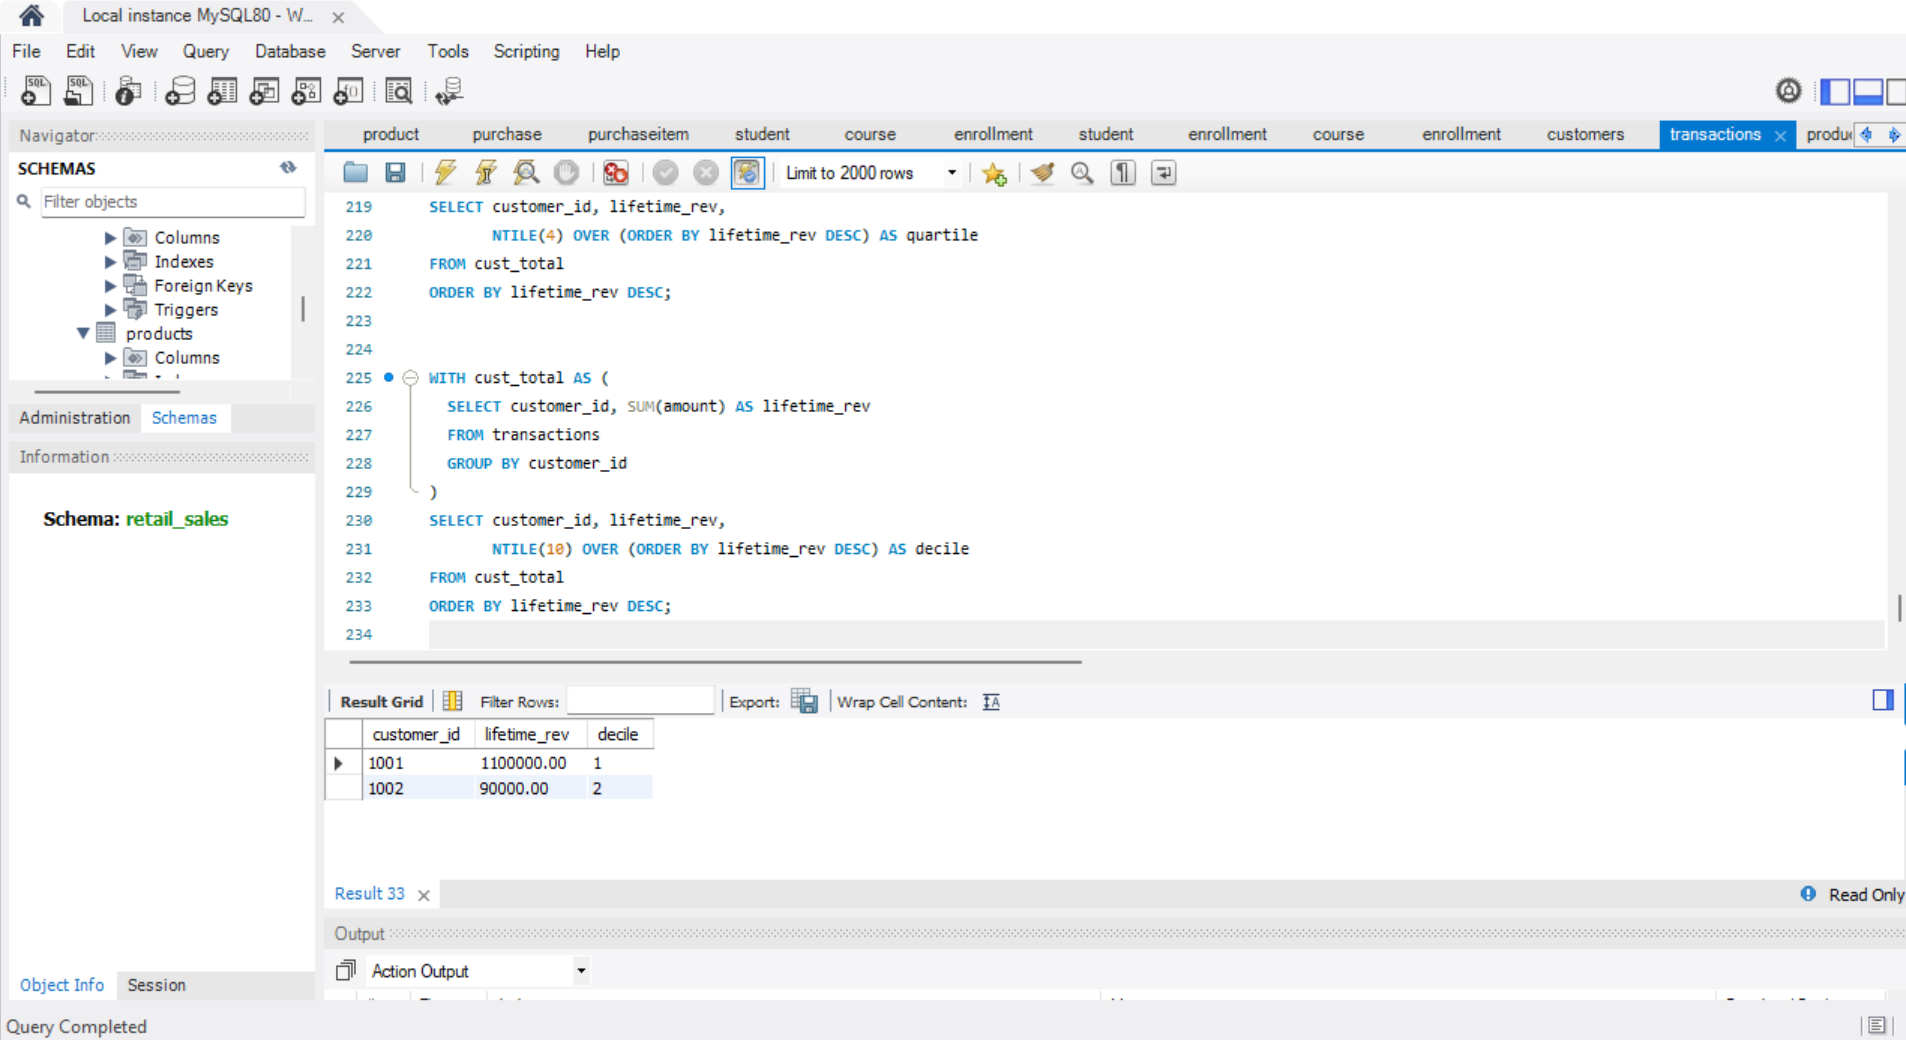 Local instance MySQL80 - W...
File Edit View Query Database Server Tools Scripting Help
Navigator
SCHEMAS
Filter objects
Columns
Indexes
Foreign Keys
Triggers
products
Columns
Administration Schemas
Information
Schema: retail_sales
Object Info Session
product purchase purchaseitem student course enrollment student enrollment course enrollment customers transactions produ
Limit to 2000 rows
219 SELECT customer_id, lifetime_rev,
220 NTILE(4) OVER (ORDER BY lifetime_rev DESC) AS quartile
221 FROM cust_total
222 ORDER BY lifetime_rev DESC;
223
224
225 WITH cust_total AS (
226 SELECT customer_id, SUM(amount) AS lifetime_rev
227 FROM transactions
228 GROUP BY customer_id
229 )
230 SELECT customer_id, lifetime_rev,
231 NTILE(10) OVER (ORDER BY lifetime_rev DESC) AS decile
232 FROM cust_total
233 ORDER BY lifetime_rev DESC;
234
Result Grid Filter Rows: Export: Wrap Cell Content:
customer_id lifetime_rev decile
1001 1100000.00 1
1002 90000.00 2
Result 33 Read Only
Output
Action Output
Query Completed